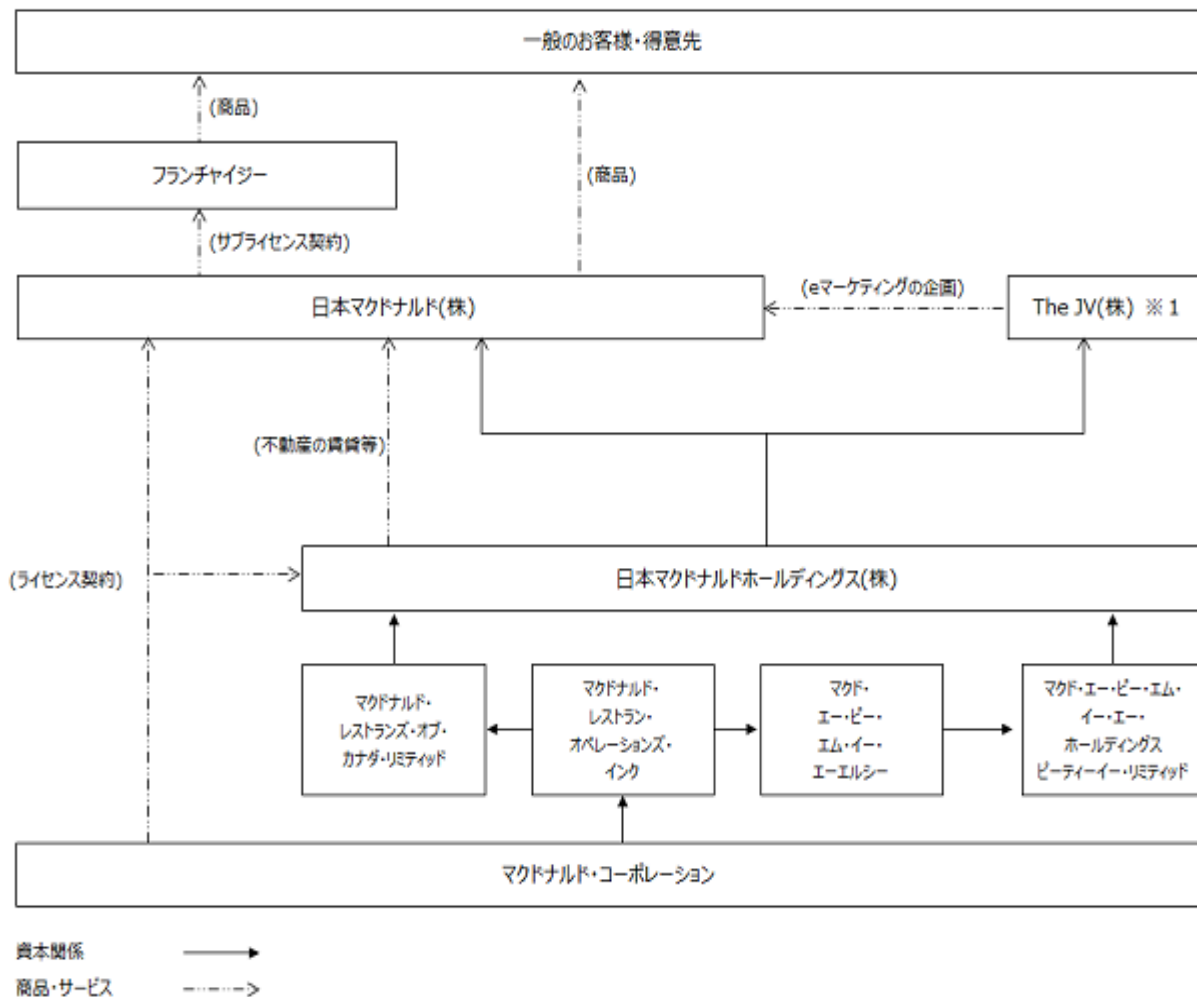 一般のお客様・得意先
(商品)
フランチャイジー
(商品)
(サブライセンス契約)
日本マクドナルド(株)
(eマーケティングの企画)
The JV(株) ※1
(不動産の賃貸等)
(ライセンス契約)
日本マクドナルドホールディングス(株)
マクドナルド・
レストランズ・オブ・
カナダ・リミティッド
マクドナルド・
レストラン・
オペレーションズ・
インク
マクド・
エー・ピー・
エム・イー・
エーエルシー
マクド・エー・ピー・エム・
イー・エー・
ホールディングス
ピーティーイー・リミティッド
マクドナルド・コーポレーション
資本関係
商品・サービス